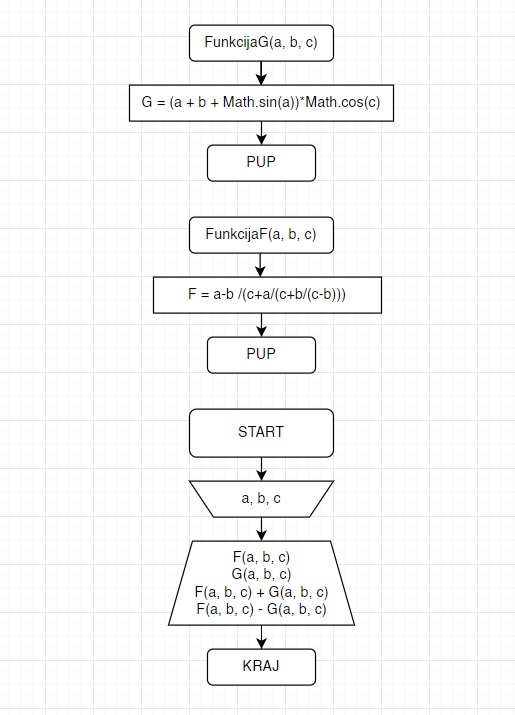 FunkcijaG(a, b, c)
G = (a + b + Math.sin(a))*Math.cos(c)
PUP
FunkcijaF(a, b, c)
F = a-b /(c+a/(c+b/(c-b)))
PUP
START
a, b, c
F(a, b, c)
G(a, b, c)
F(a, b, c) + G(a, b, c)
F(a, b, c) - G(a, b, c)
KRAJ